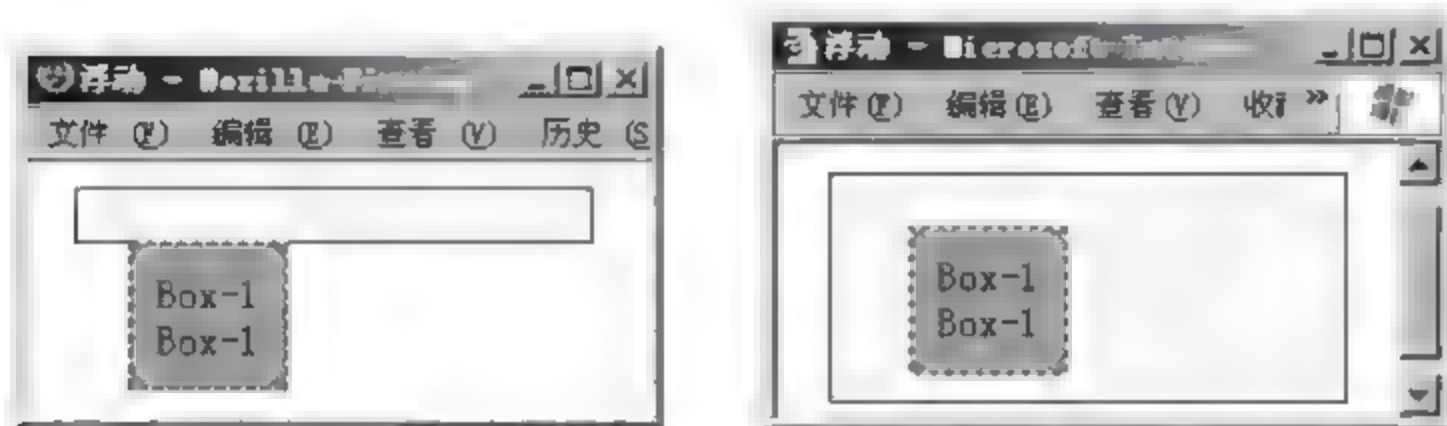 浮动 - Mozilla
文件 (F) 编辑 (E) 查看 (V) 历史 (S
Box-1
Box-1
浮动 - Microsoft
文件(F) 编辑(E) 查看(V) »
Box-1
Box-1